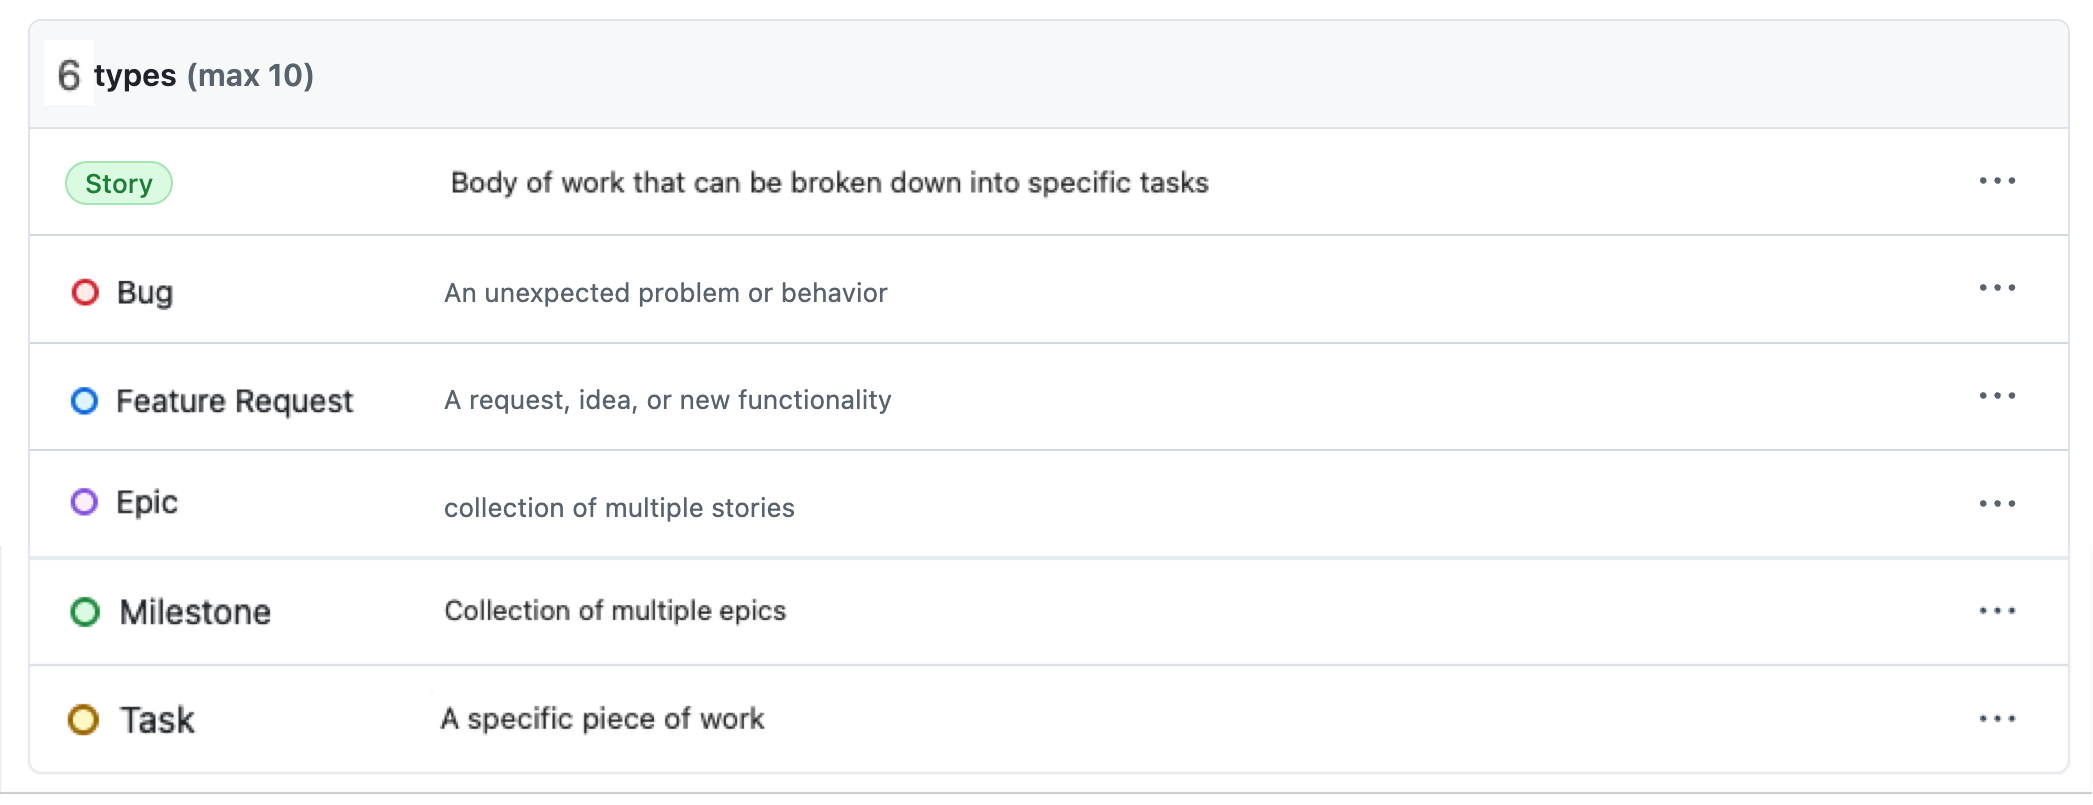 6 types (max 10)
Story Body of work that can be broken down into specific tasks
Bug An unexpected problem or behavior
Feature Request A request, idea, or new functionality
Epic collection of multiple stories
Milestone Collection of multiple epics
Task A specific piece of work